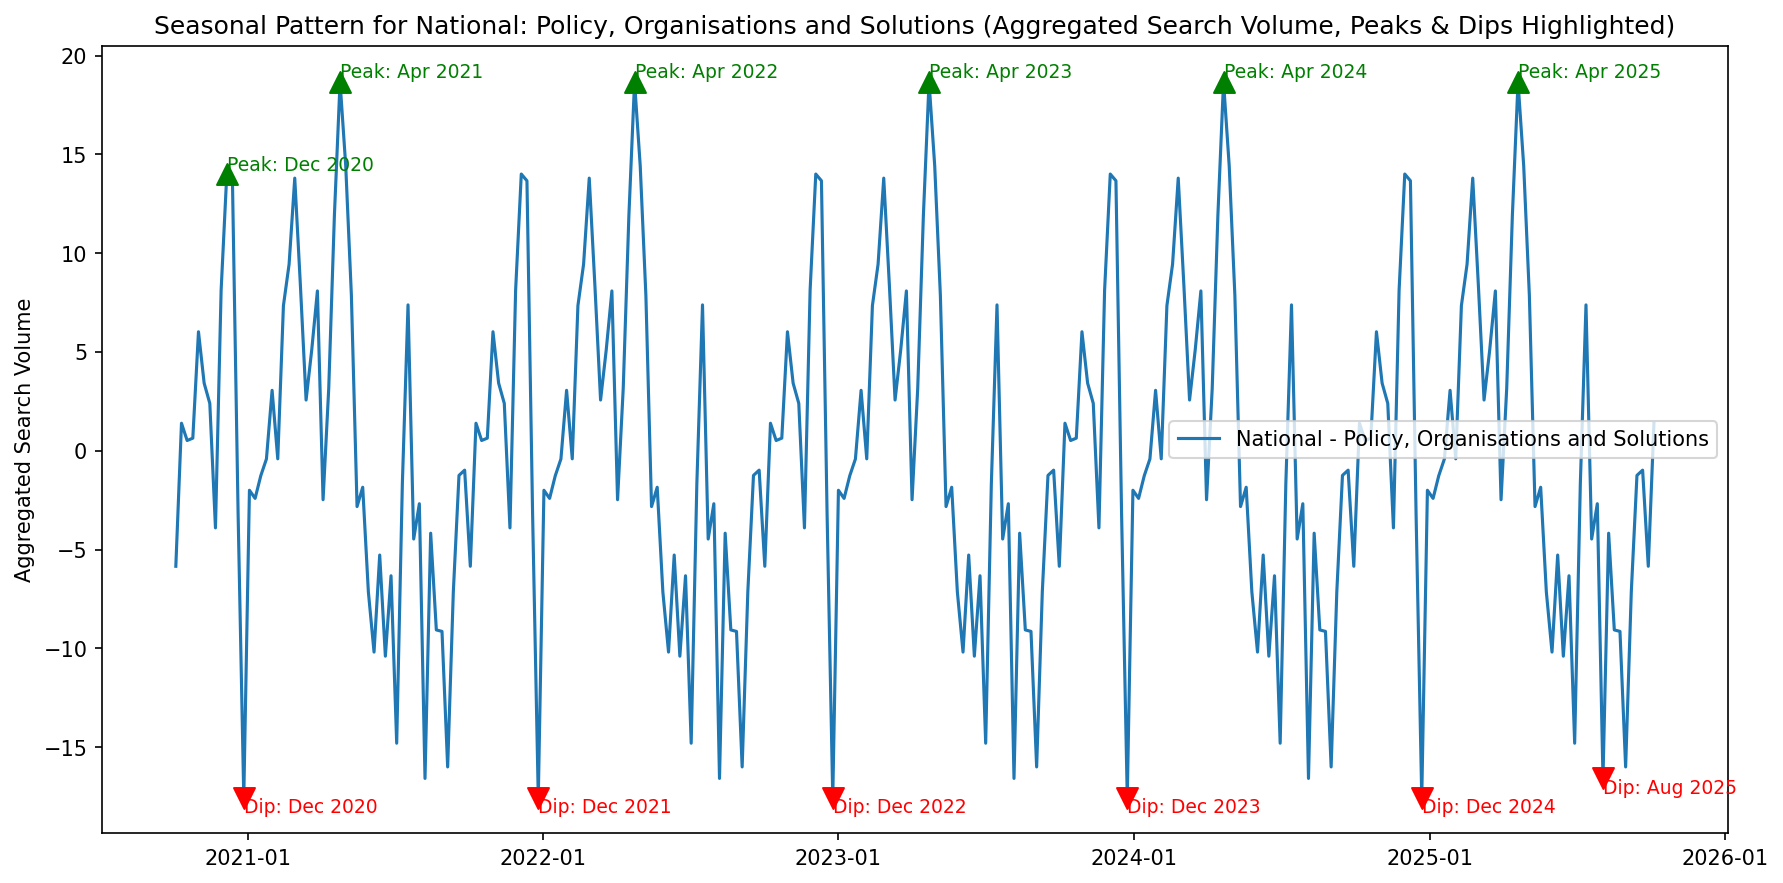 Seasonal Pattern for National: Policy, Organisations and Solutions (Aggregated Search Volume, Peaks & Dips Highlighted)
Aggregated Search Volume
20
15
10
5
0
−5
−10
−15
Peak: Dec 2020
Peak: Apr 2021
Peak: Apr 2022
Peak: Apr 2023
Peak: Apr 2024
Peak: Apr 2025
National - Policy, Organisations and Solutions
Dip: Dec 2020
Dip: Dec 2021
Dip: Dec 2022
Dip: Dec 2023
Dip: Dec 2024
Dip: Aug 2025
2021-01
2022-01
2023-01
2024-01
2025-01
2026-01